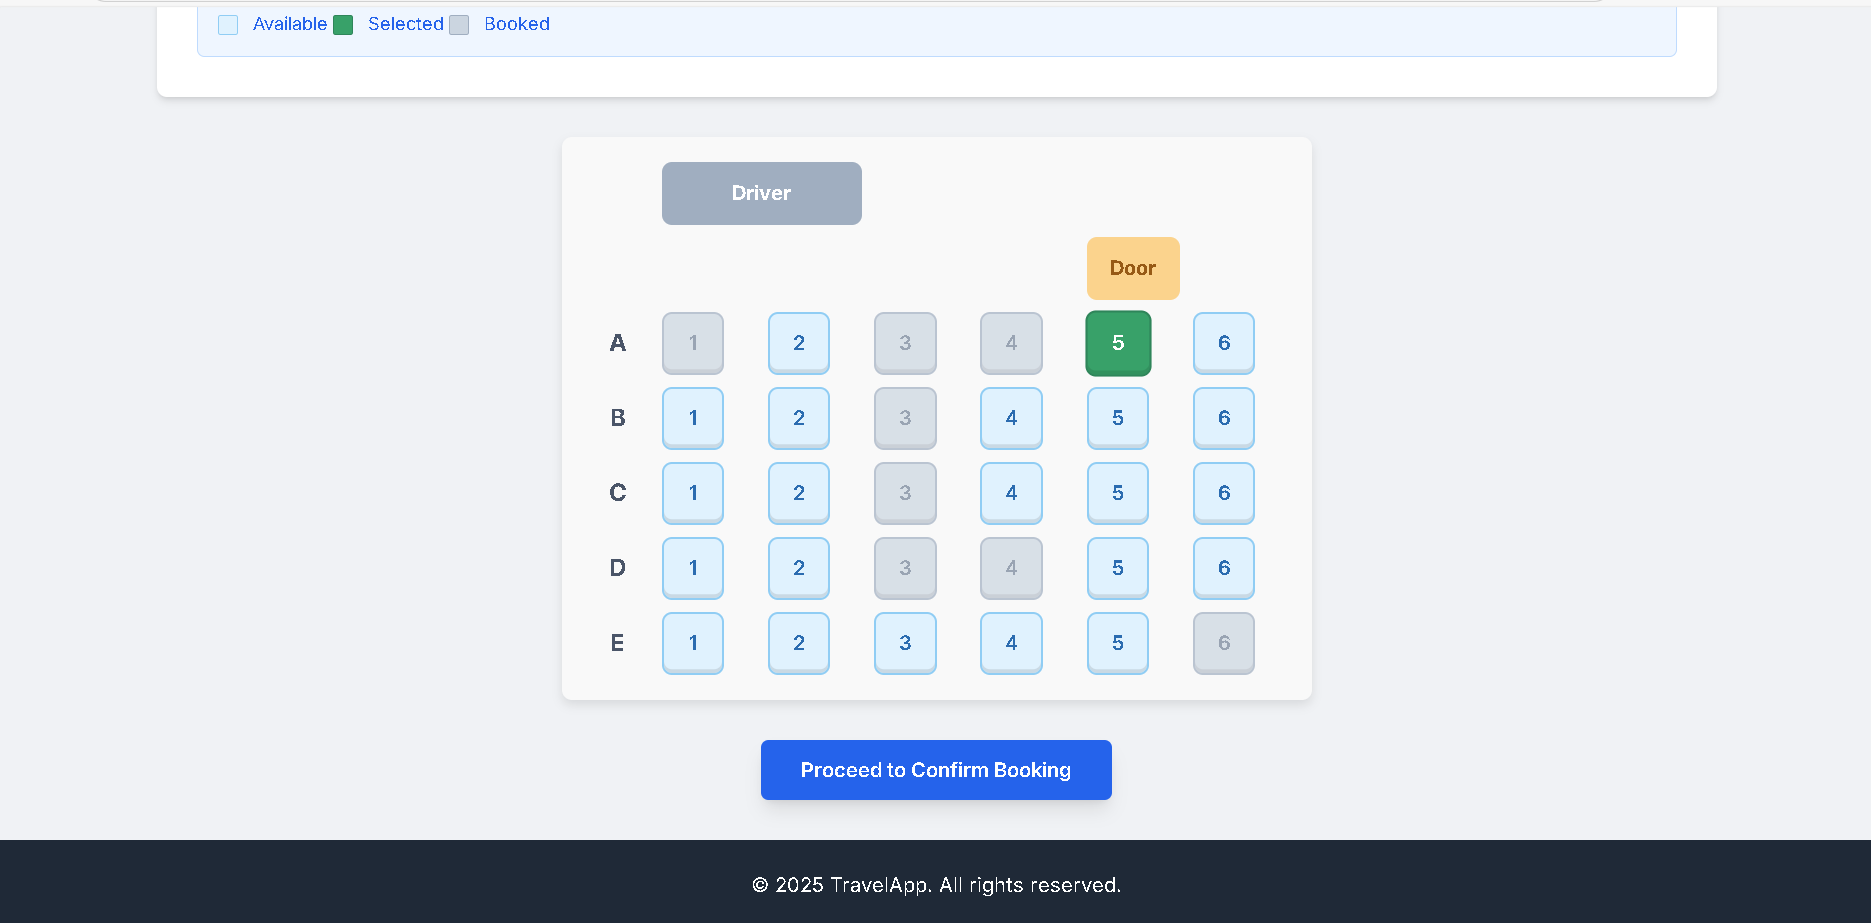 Available Selected Booked
Driver
Door
A 1 2 3 4 5 6
B 1 2 3 4 5 6
C 1 2 3 4 5 6
D 1 2 3 4 5 6
E 1 2 3 4 5 6
Proceed to Confirm Booking
© 2025 TravelApp. All rights reserved.